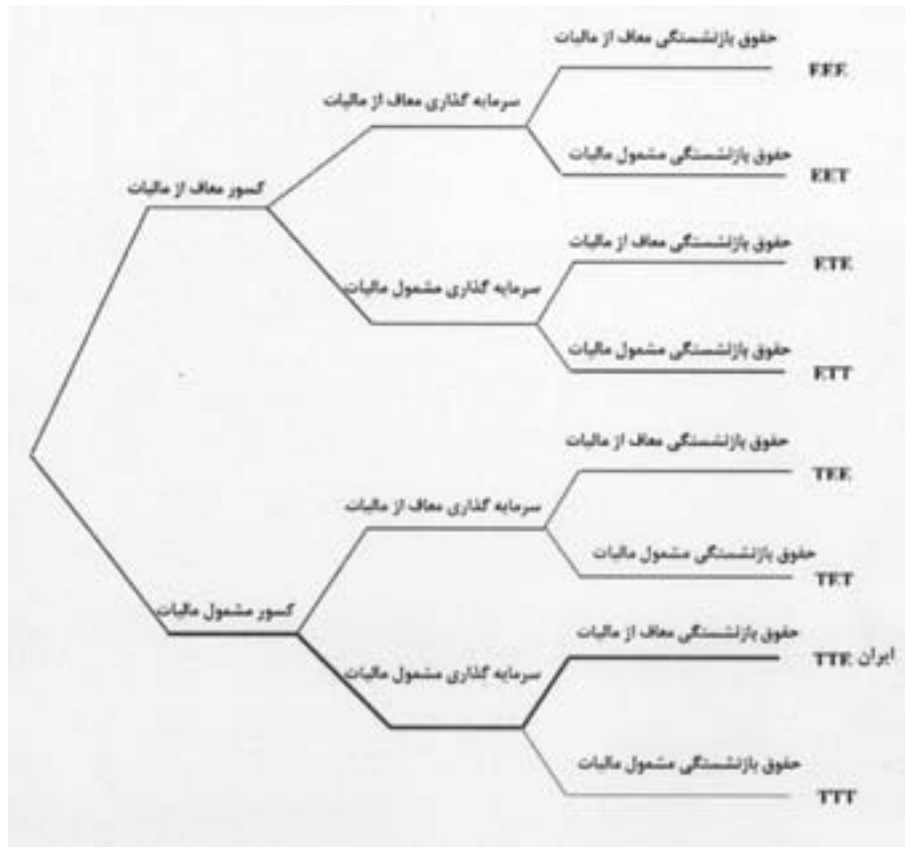 حقوق بازنشستگی معاف از مالیات
EEE
سرمایه گذاری معاف از مالیات
حقوق بازنشستگی مشمول مالیات
EET
کسور معاف از مالیات
حقوق بازنشستگی معاف از مالیات
ETE
سرمایه گذاری مشمول مالیات
حقوق بازنشستگی مشمول مالیات
ETT
حقوق بازنشستگی معاف از مالیات
TEE
سرمایه گذاری معاف از مالیات
حقوق بازنشستگی مشمول مالیات
TET
کسور مشمول مالیات
حقوق بازنشستگی معاف از مالیات
TTE ایران
سرمایه گذاری مشمول مالیات
حقوق بازنشستگی مشمول مالیات
TTT